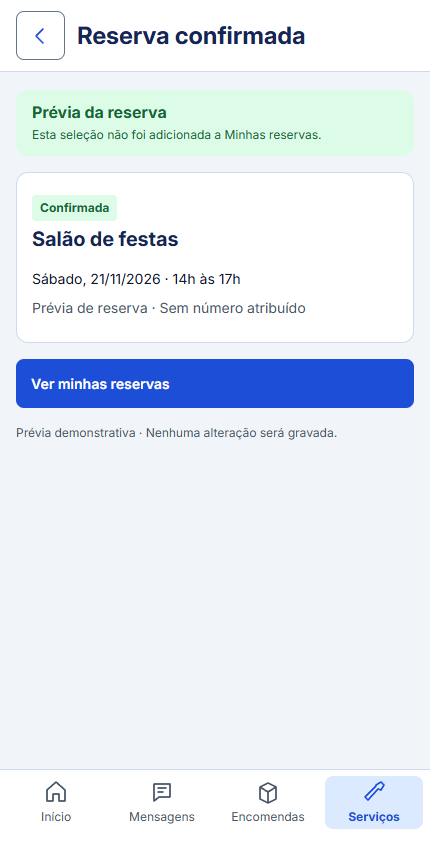 Reserva confirmada
Prévia da reserva
Esta seleção não foi adicionada a Minhas reservas.
Confirmada
Salão de festas
Sábado, 21/11/2026 · 14h às 17h
Prévia de reserva · Sem número atribuído
Ver minhas reservas
Prévia demonstrativa · Nenhuma alteração será gravada.
Início
Mensagens
Encomendas
Serviços